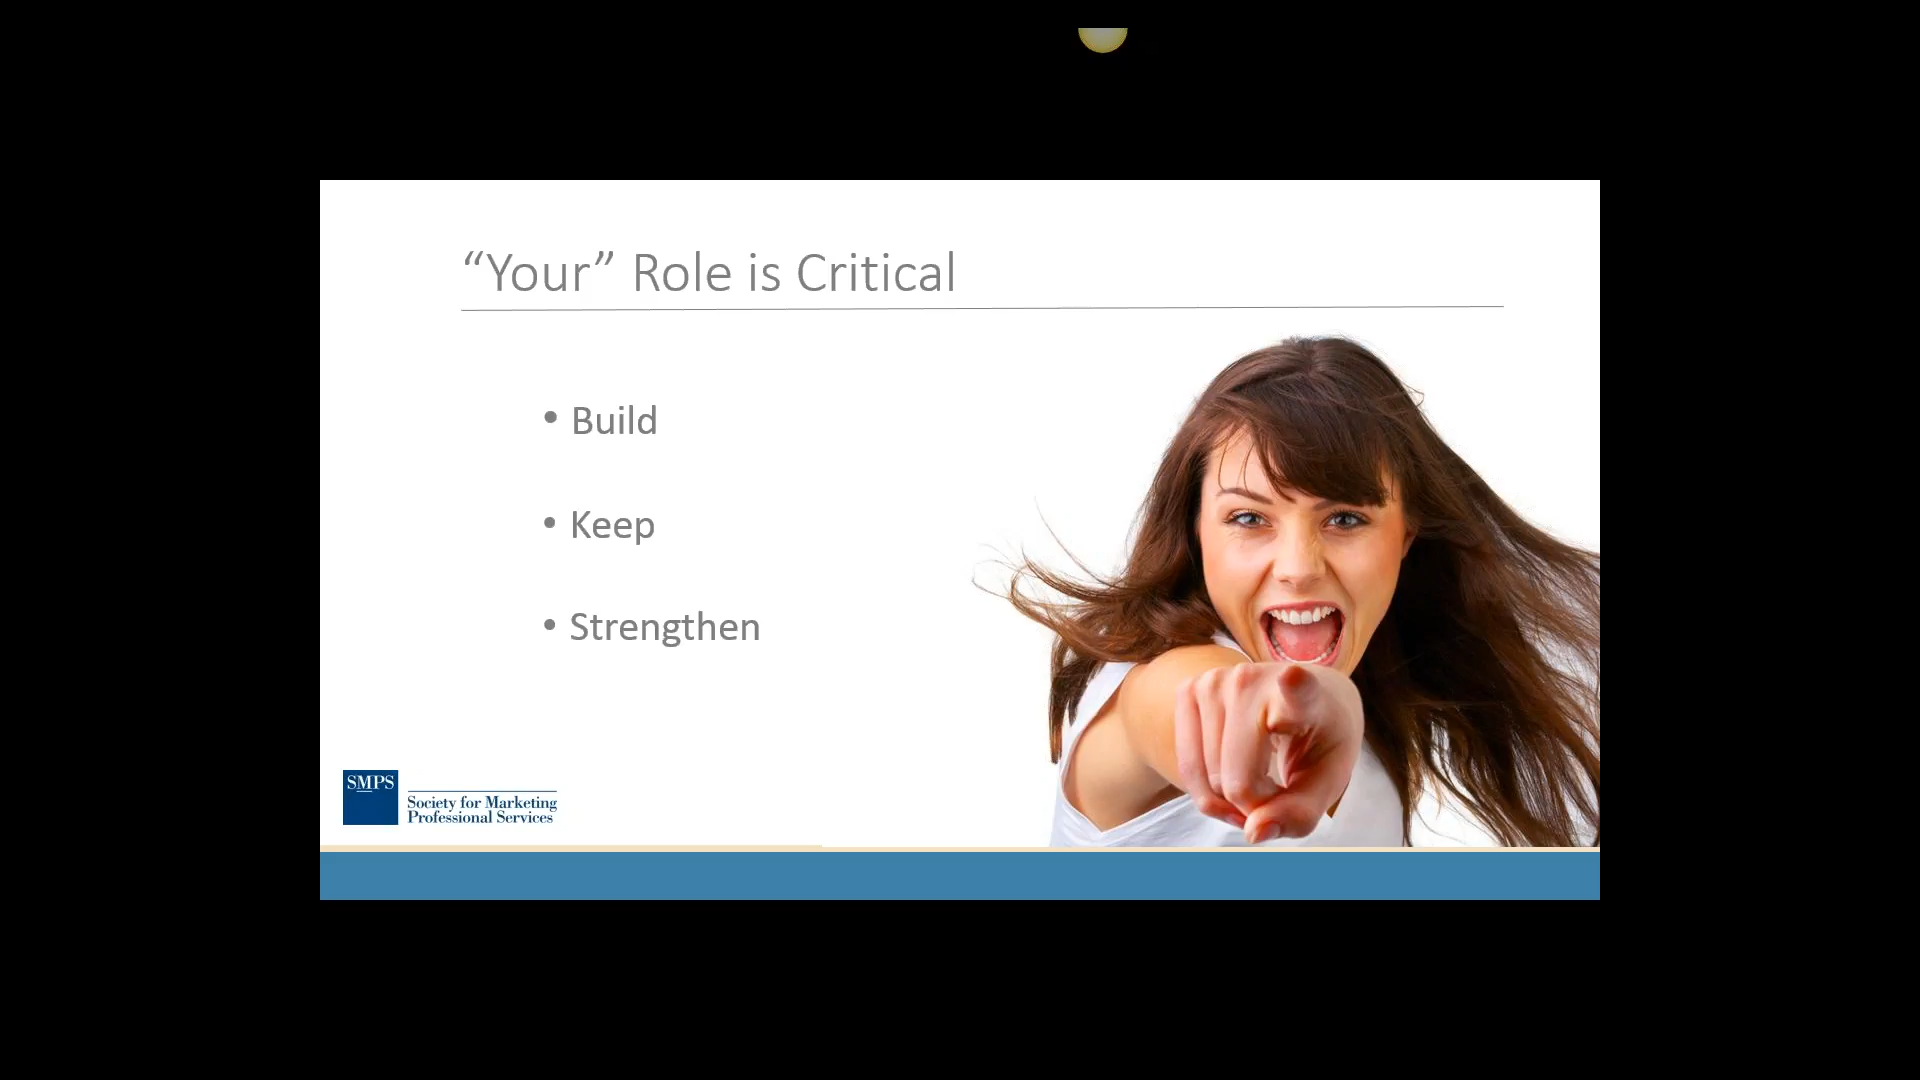 “Your” Role is Critical
• Build
• Keep
• Strengthen
SMPS
Society for Marketing
Professional Services